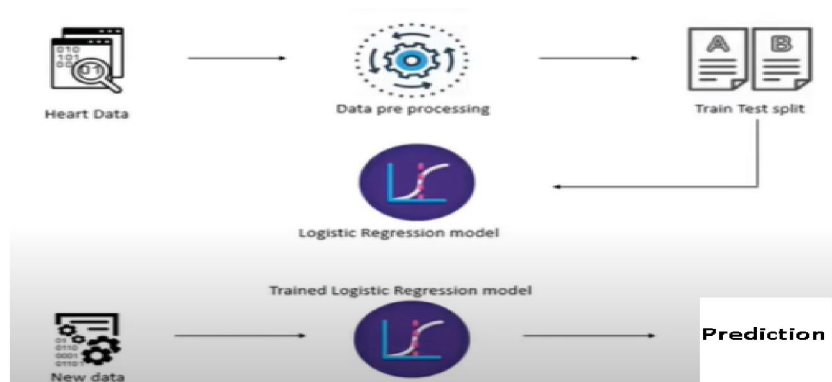 Heart Data
Data pre processing
A B
Train Test split
Logistic Regression model
Trained Logistic Regression model
New data
Prediction